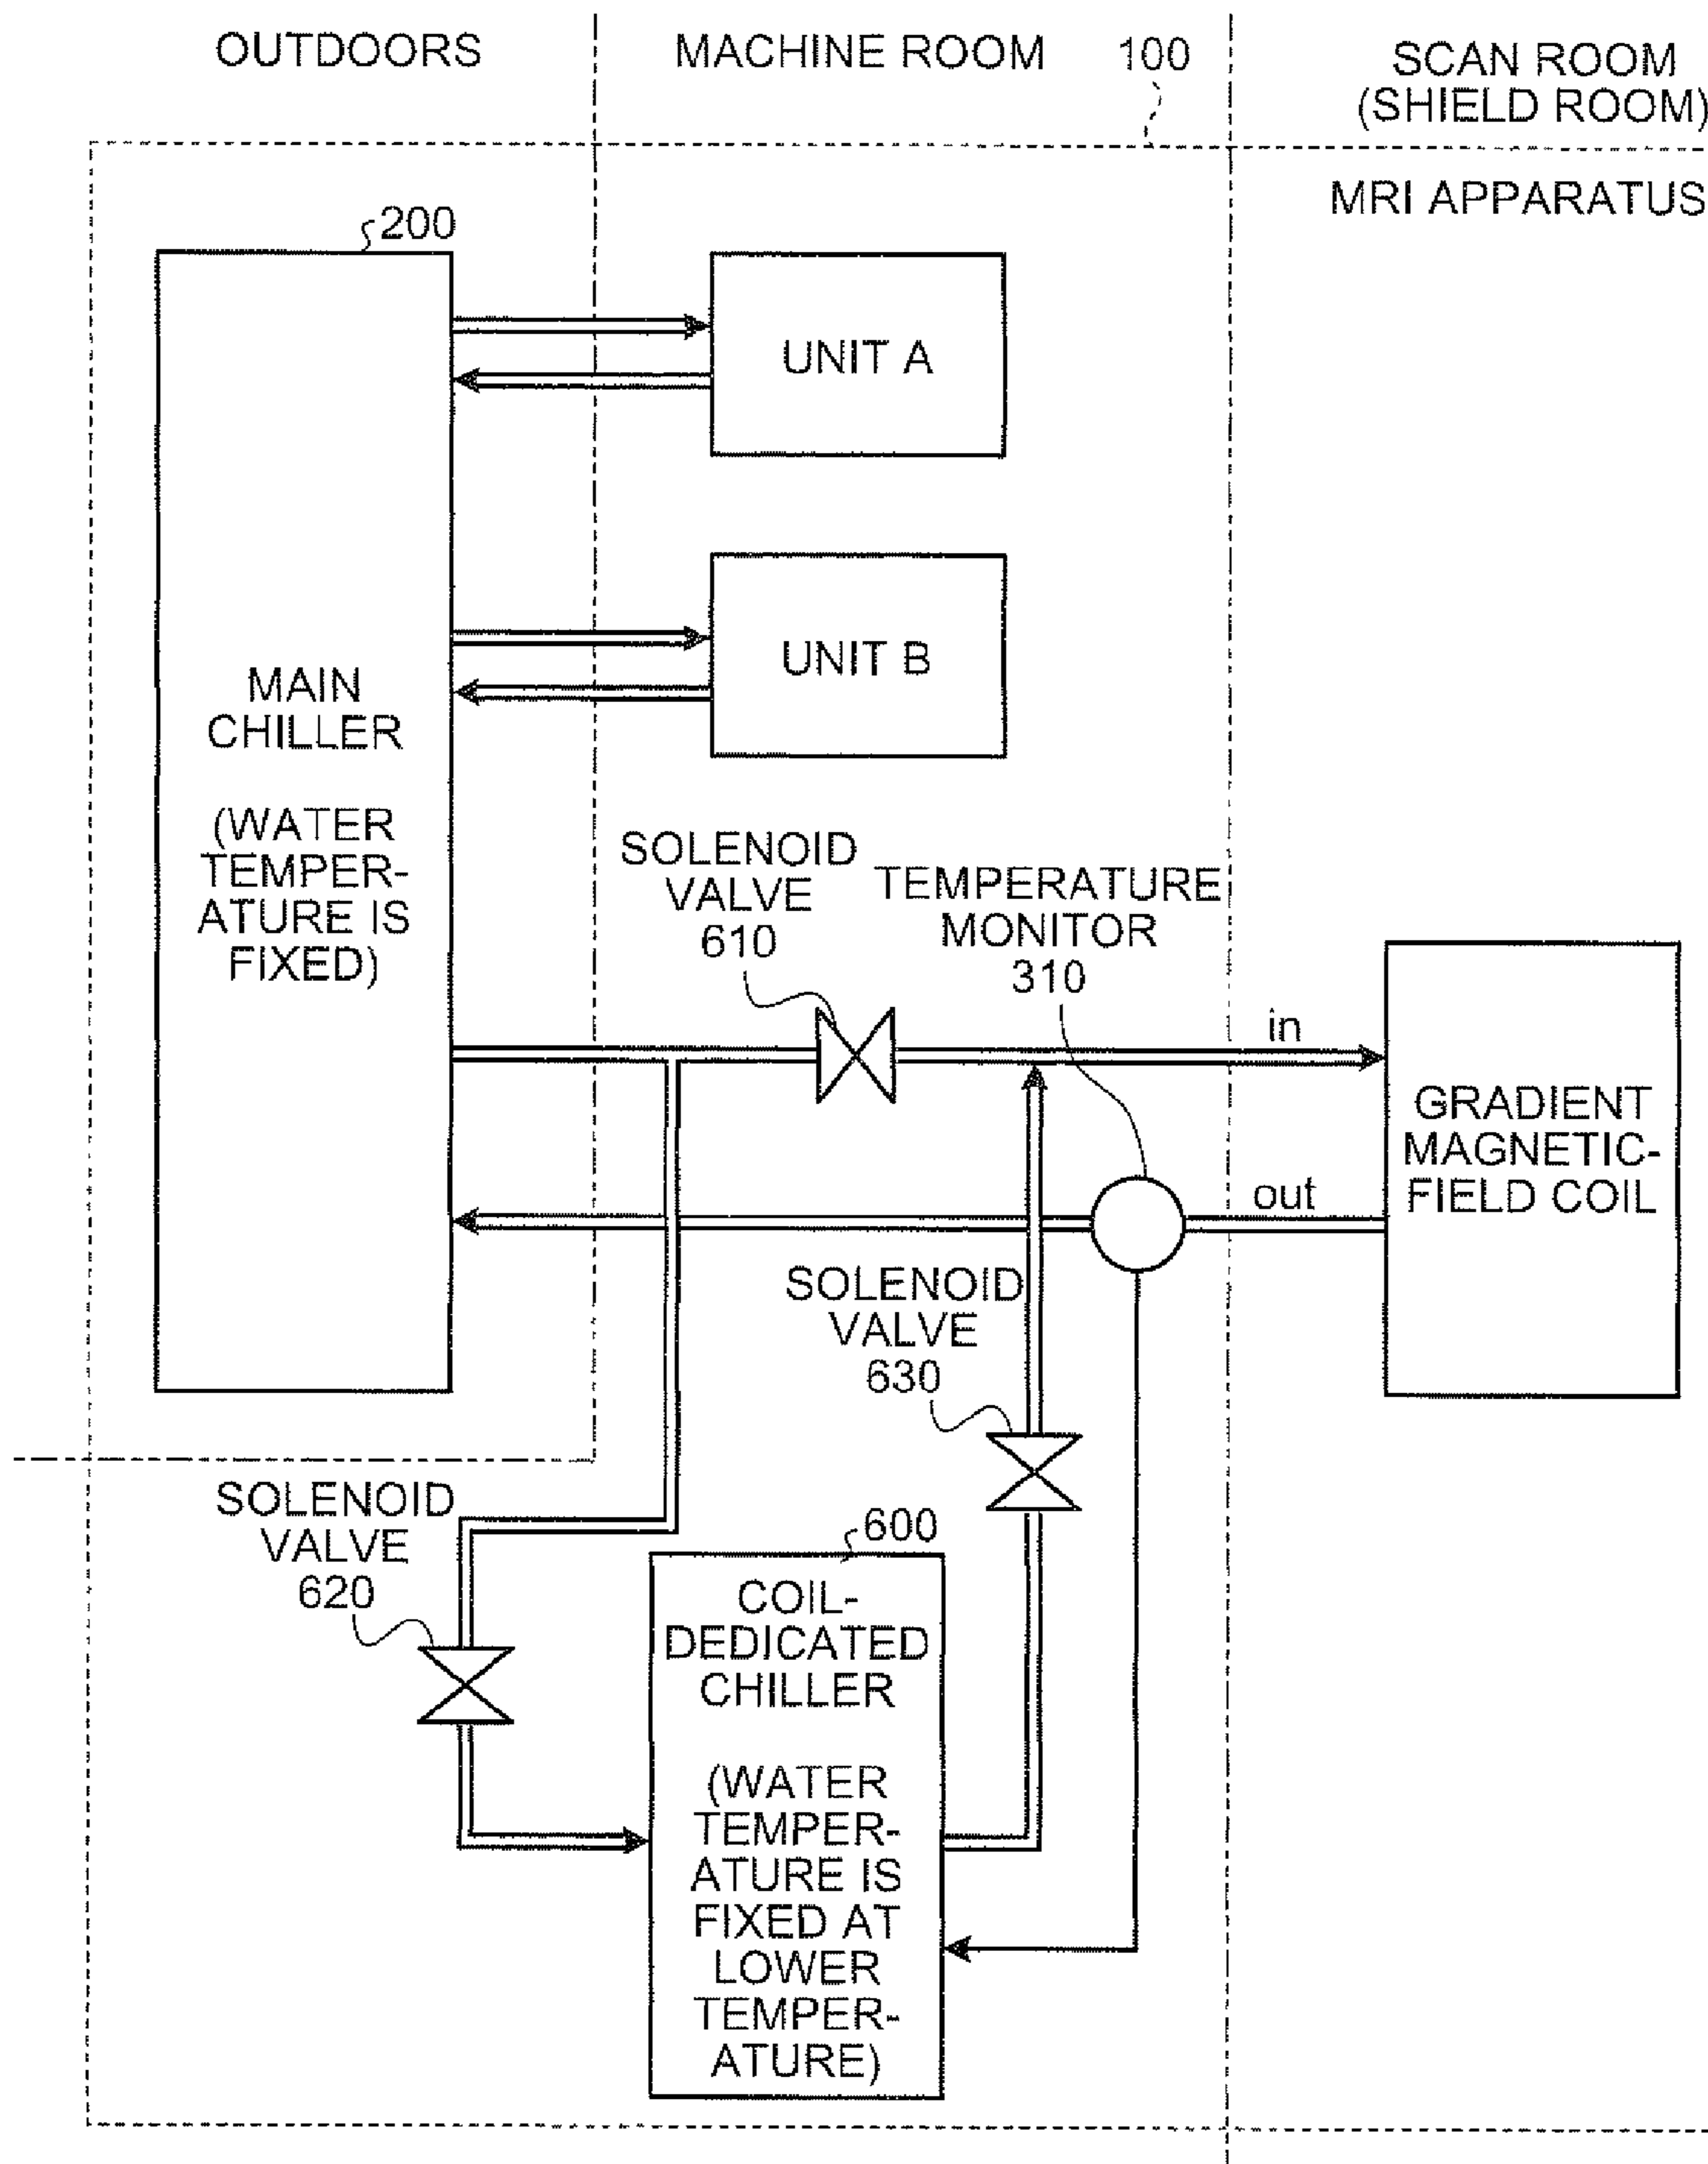 OUTDOORS
MACHINE ROOM
100
SCAN ROOM
(SHIELD ROOM)
MRI APPARATUS
200
MAIN
CHILLER
(WATER
TEMPER-
ATURE IS
FIXED)
UNIT A
UNIT B
SOLENOID
VALVE
610
TEMPERATURE
MONITOR
310
in
out
GRADIENT
MAGNETIC-
FIELD COIL
SOLENOID
VALVE
630
SOLENOID
VALVE
620
600
COIL-
DEDICATED
CHILLER
(WATER
TEMPER-
ATURE IS
FIXED AT
LOWER
TEMPER-
ATURE)